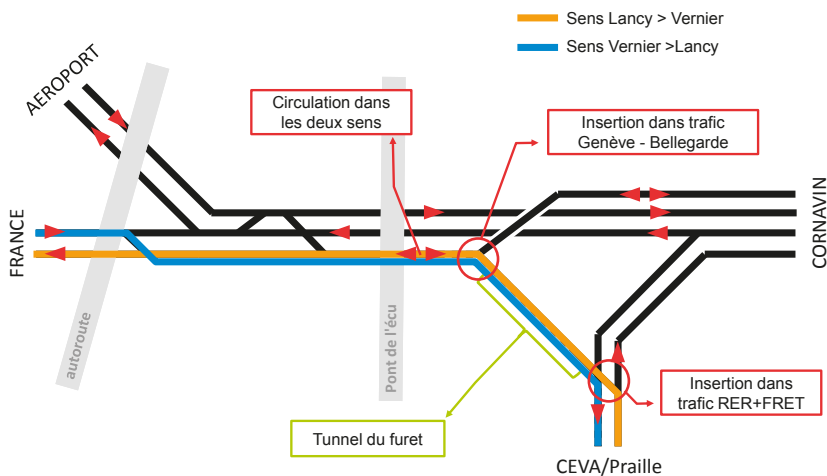 Sens Lancy > Vernier
Sens Vernier >Lancy
AEROPORT
Circulation dans
les deux sens
Insertion dans trafic
Genève - Bellegarde
FRANCE
CORNAVIN
autoroute
Pont de l'écu
Insertion dans
trafic RER+FRET
Tunnel du furet
CEVA/Praille